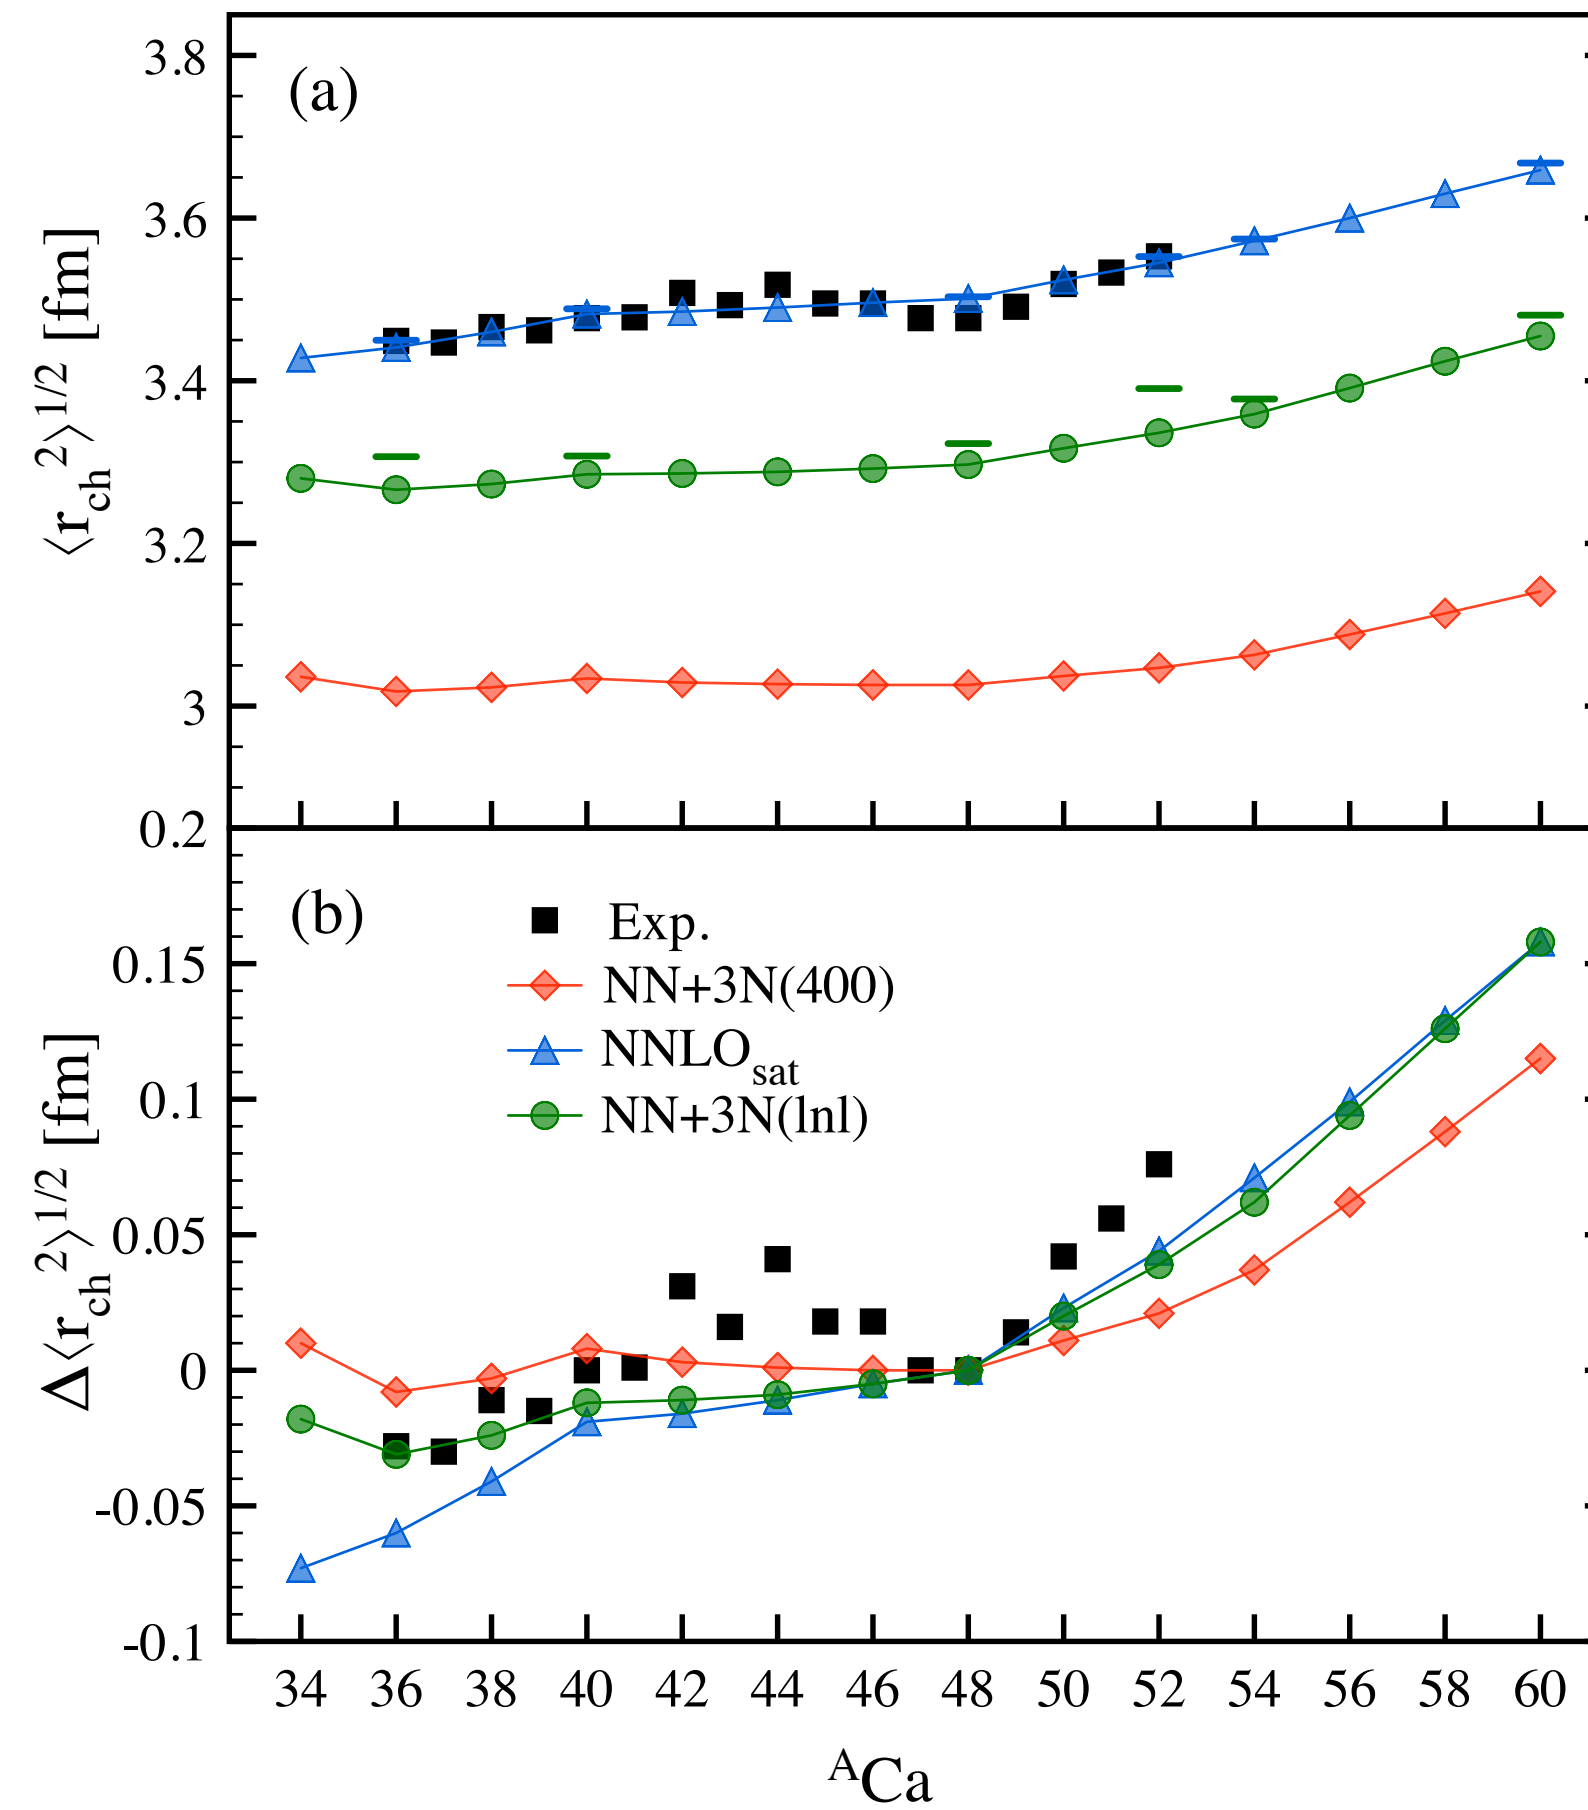 (a)
3.8
3.6
3.4
3.2
3
⟨r_ch^2⟩^1/2 [fm]
(b)
Exp.
NN+3N(400)
NNLO_sat
NN+3N(lnl)
0.2
0.15
0.1
0.05
0
-0.05
-0.1
Δ⟨r_ch^2⟩^1/2 [fm]
34 36 38 40 42 44 46 48 50 52 54 56 58 60
^ACa